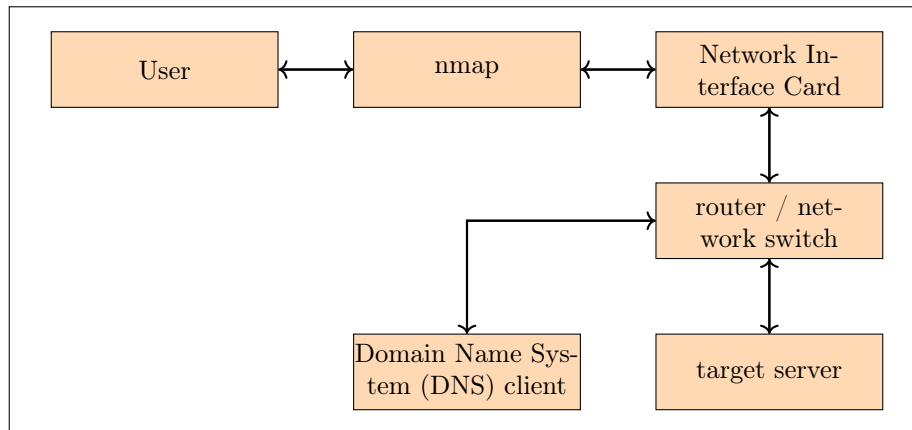 User
nmap
Network In-
terface Card
router / net-
work switch
Domain Name Sys-
tem (DNS) client
target server